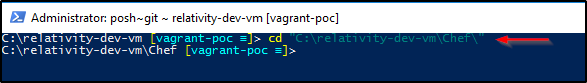 Administrator: posh~git ~ relativity-dev-vm [vagrant-poc]
C:\relativity-dev-vm [vagrant-poc ≡]> cd "C:\relativity-dev-vm\Chef\"
C:\relativity-dev-vm\Chef [vagrant-poc ≡]>